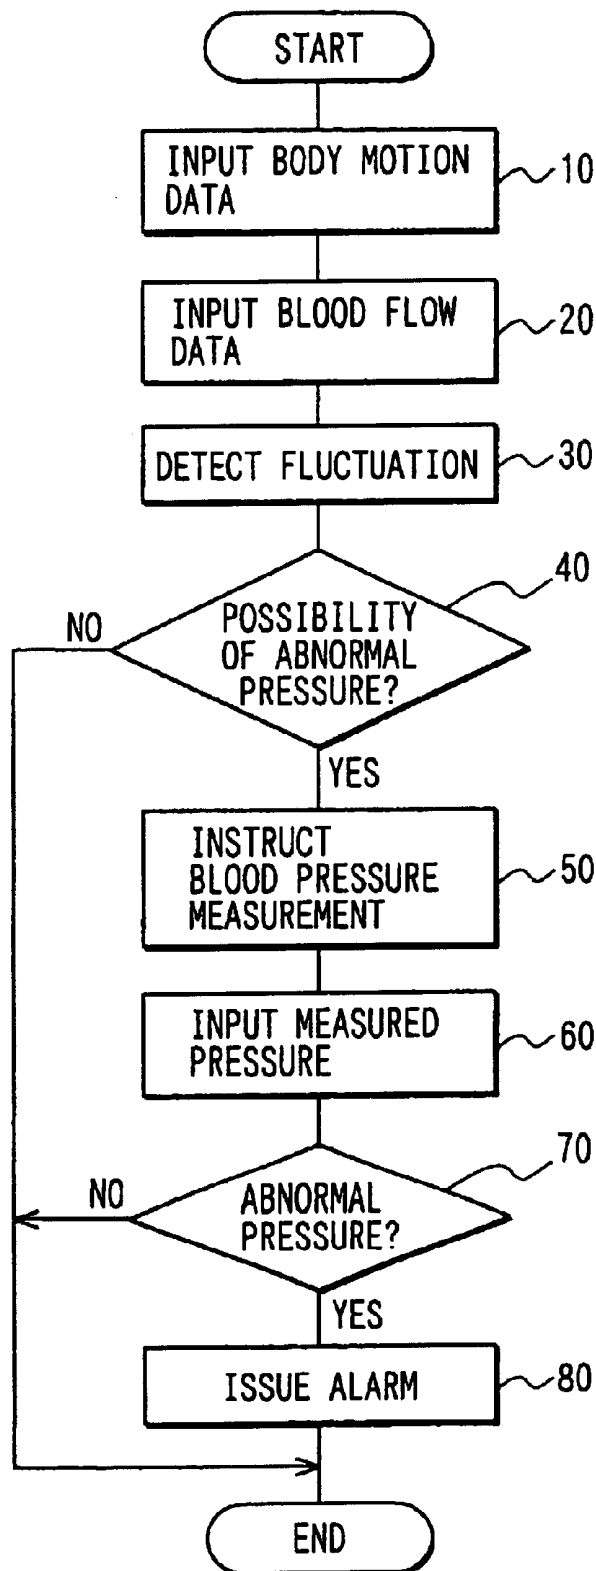 START
INPUT BODY MOTION
DATA
10
INPUT BLOOD FLOW
DATA
20
DETECT FLUCTUATION
30
40
NO
POSSIBILITY
OF ABNORMAL
PRESSURE?
YES
INSTRUCT
BLOOD PRESSURE
MEASUREMENT
50
INPUT MEASURED
PRESSURE
60
70
NO
ABNORMAL
PRESSURE?
YES
ISSUE ALARM
80
END